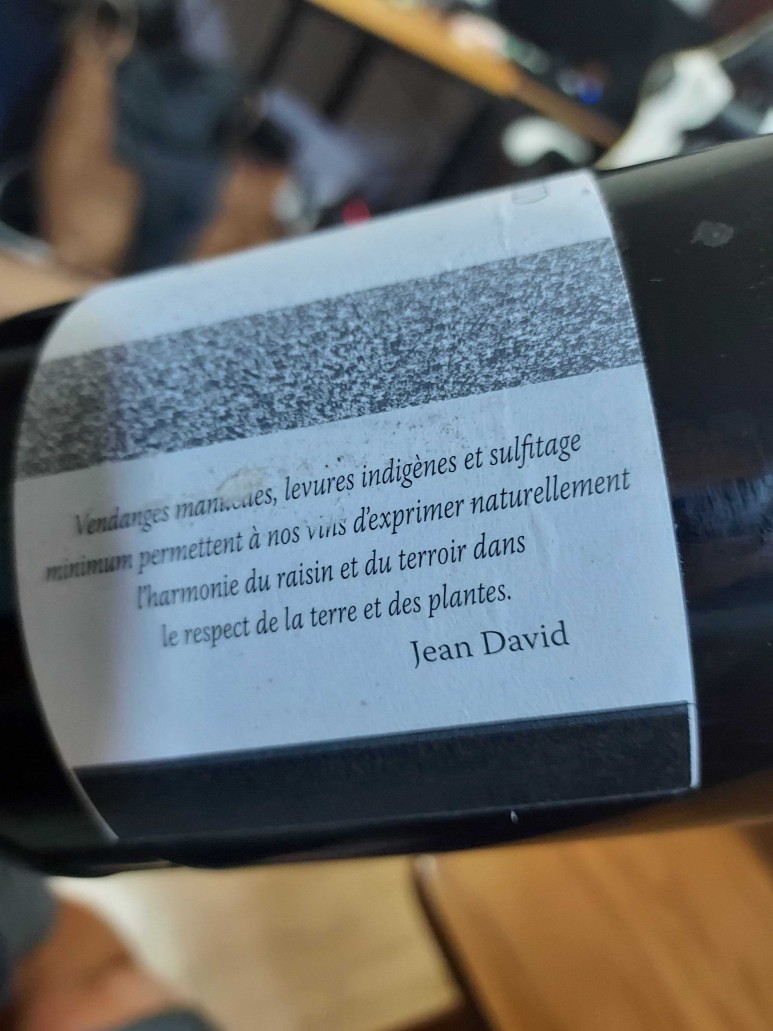 Vendanges manuelles, levures indigènes et sulfitage
minimum permettent à nos vins d'exprimer naturellement
l'harmonie du raisin et du terroir dans
le respect de la terre et des plantes.
Jean David